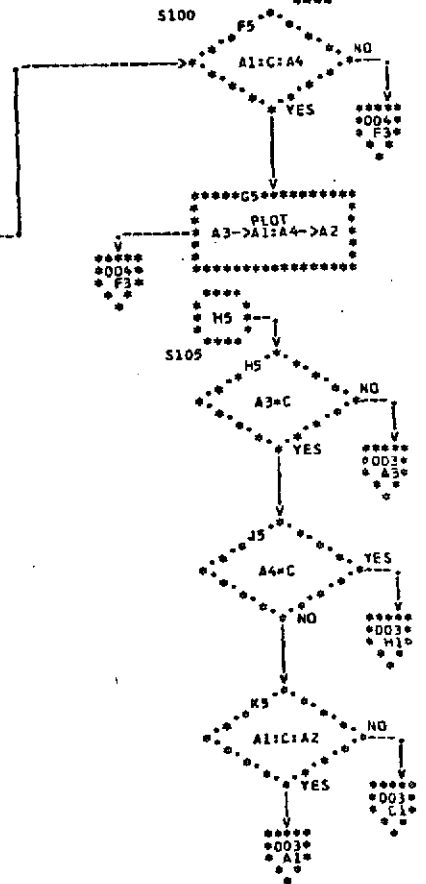 S100
F5
A1:C:A4
NO
YES
004
F3
G5
PLOT
A3->A1:A4->A2
004
F3
H5
S105
H5
A3*C
NO
YES
003
A3
J5
A4*C
YES
NO
003
H1
K5
A1:C:A2
NO
YES
003
C1
003
A1